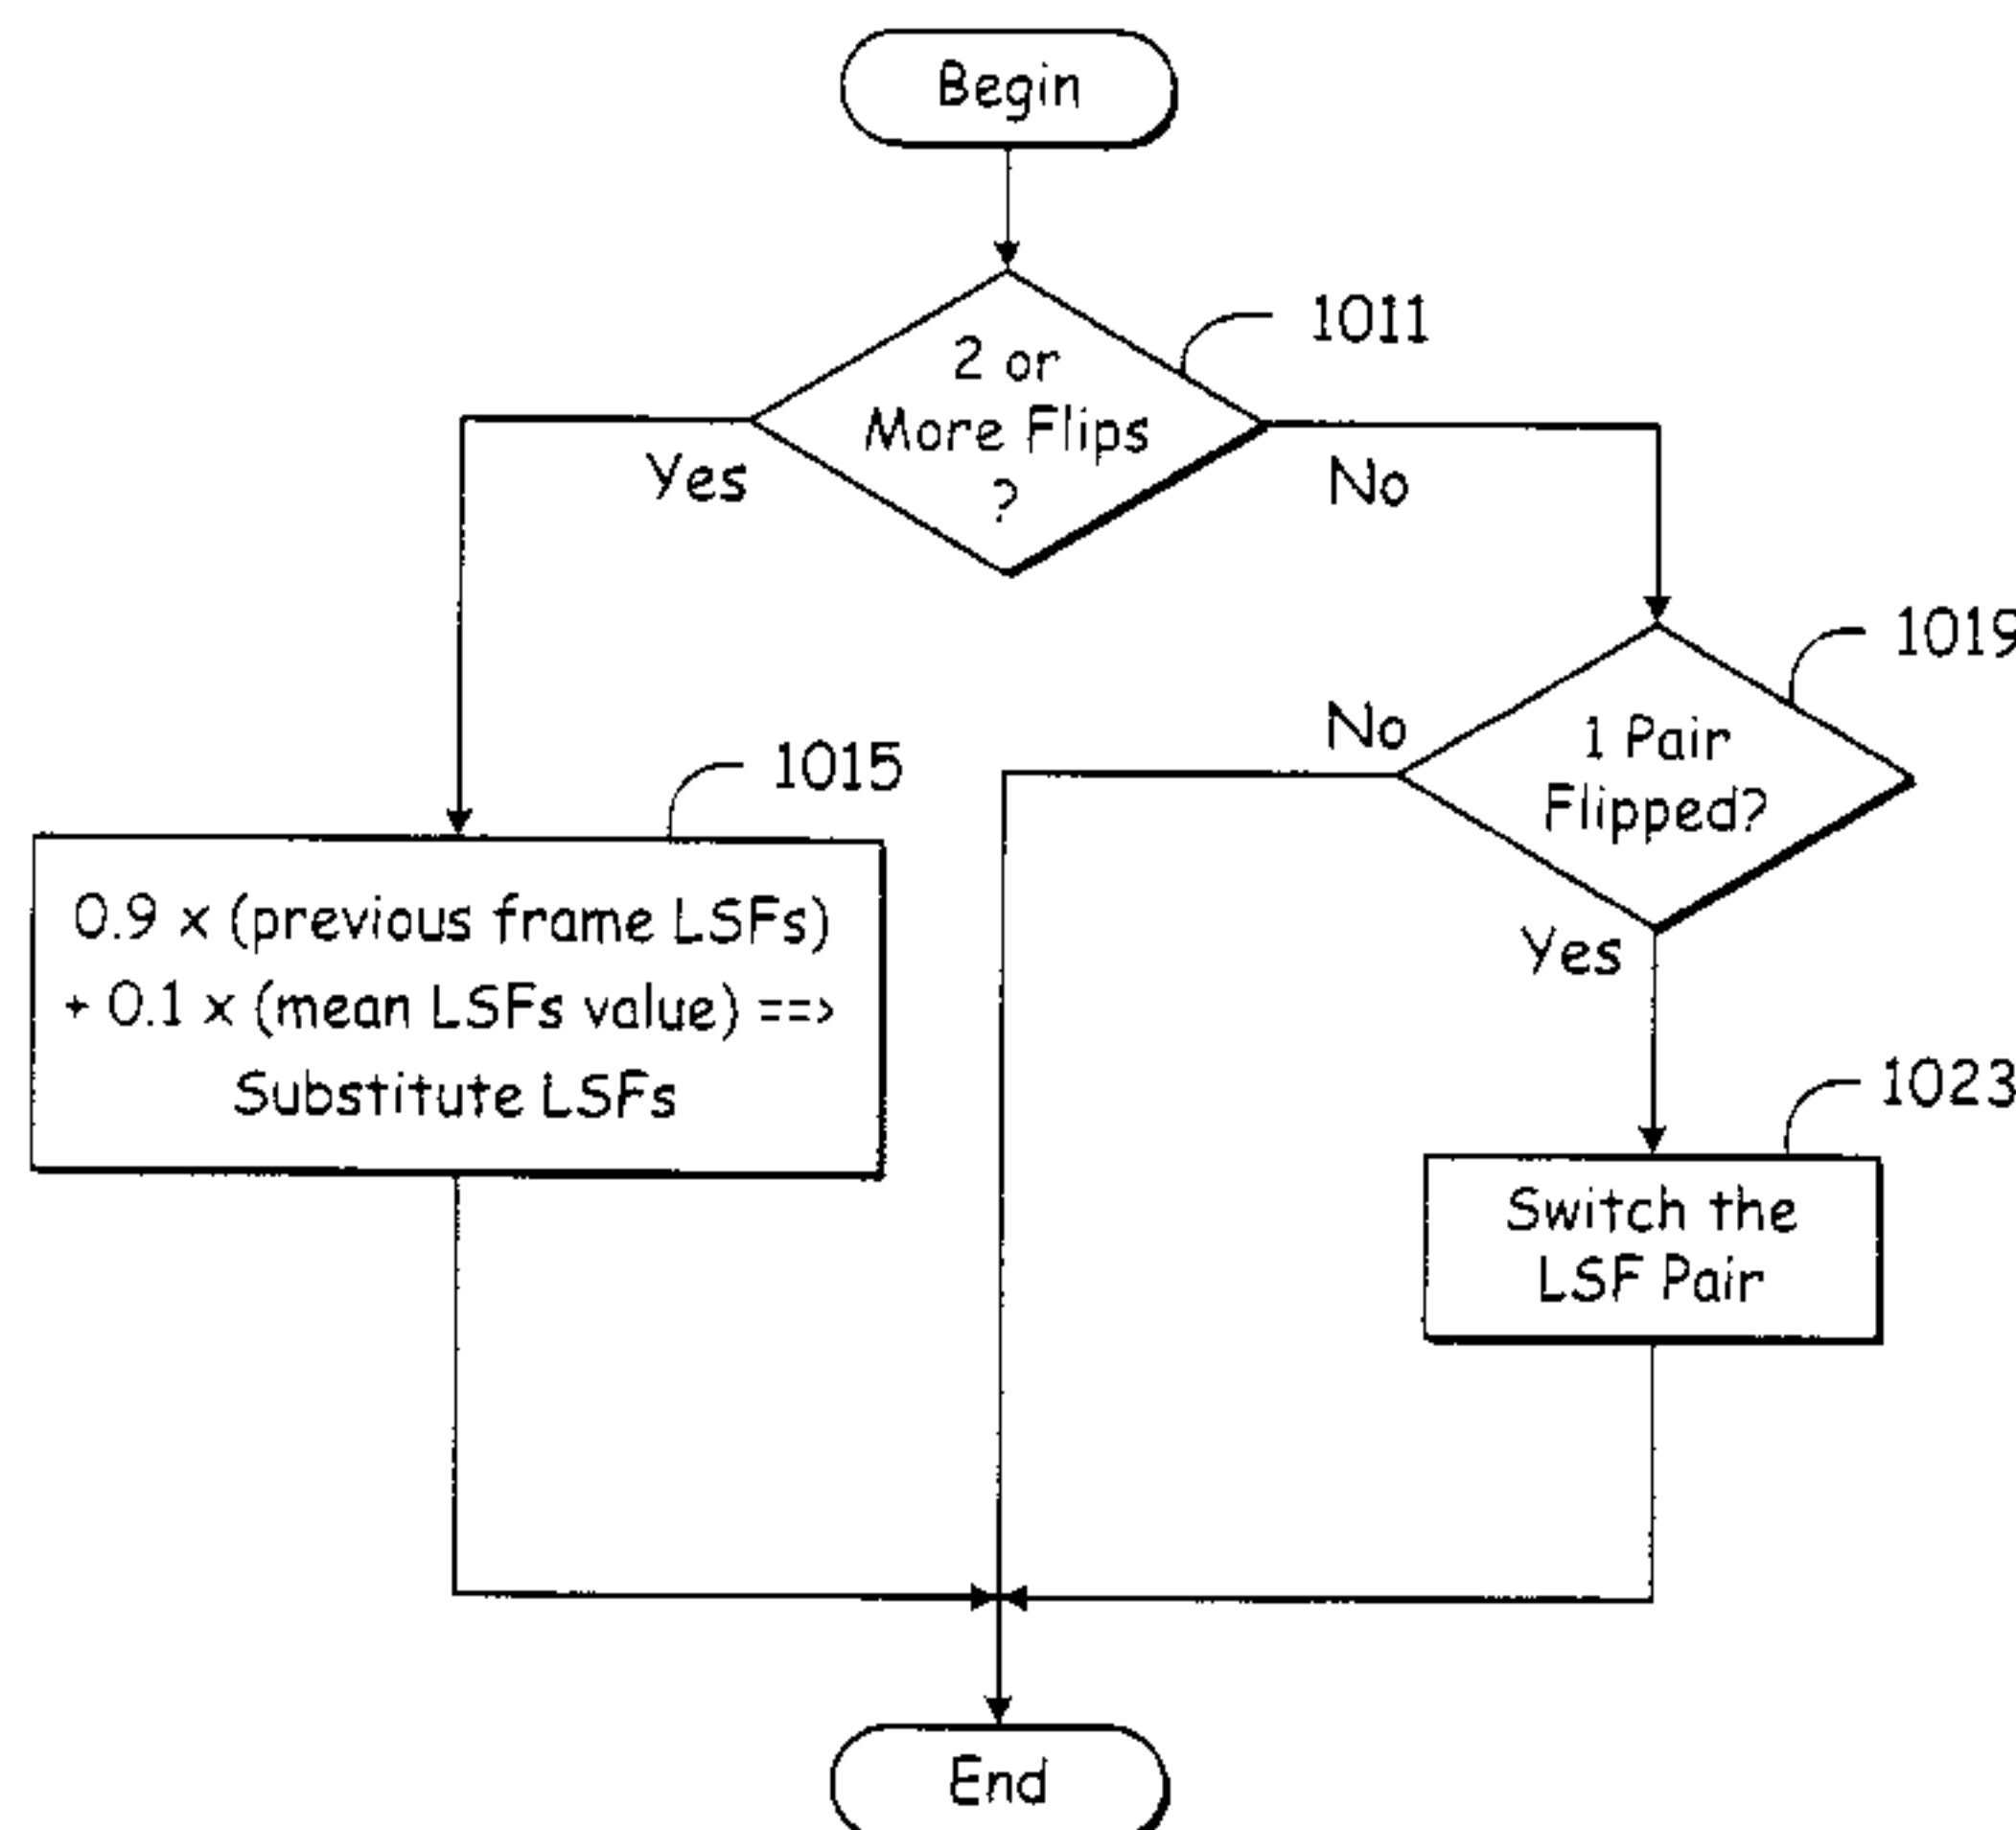 Begin
2 or
More Flips
?
1011
Yes
No
1019
1 Pair
Flipped?
No
Yes
1015
0.9 x (previous frame LSFs)
+ 0.1 x (mean LSFs value) ==>
Substitute LSFs
1023
Switch the
LSF Pair
End